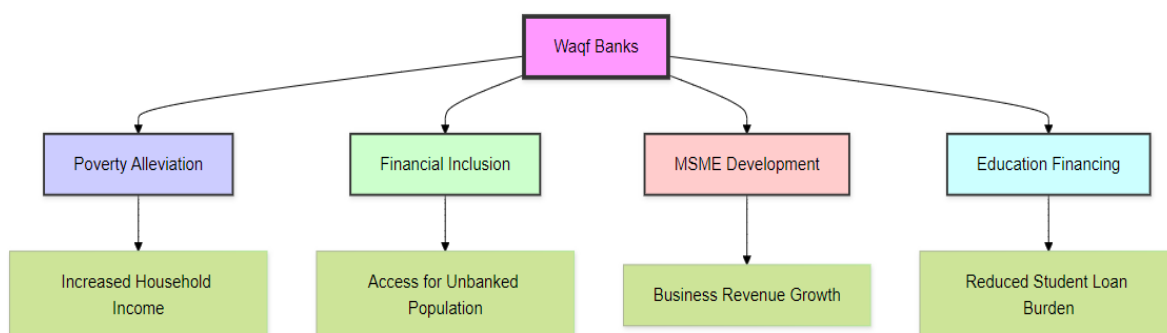 Waqf Banks
Poverty Alleviation
Financial Inclusion
MSME Development
Education Financing
Increased Household
Income
Access for Unbanked
Population
Business Revenue Growth
Reduced Student Loan
Burden